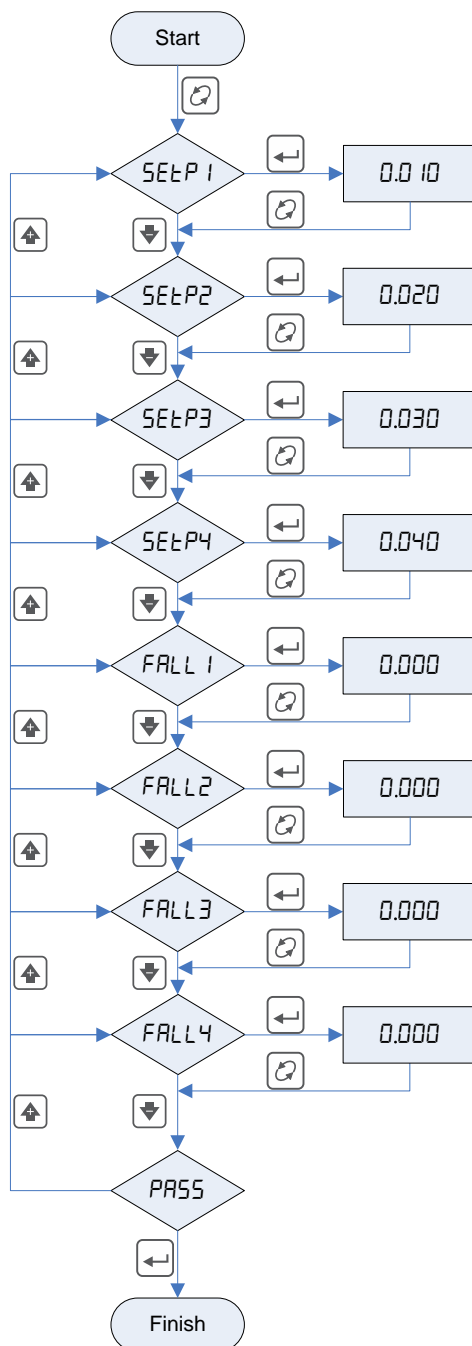 Start
SEtP1
0.010
SEtP2
0.020
SEtP3
0.030
SEtP4
0.040
FALL1
0.000
FALL2
0.000
FALL3
0.000
FALL4
0.000
PASS
Finish